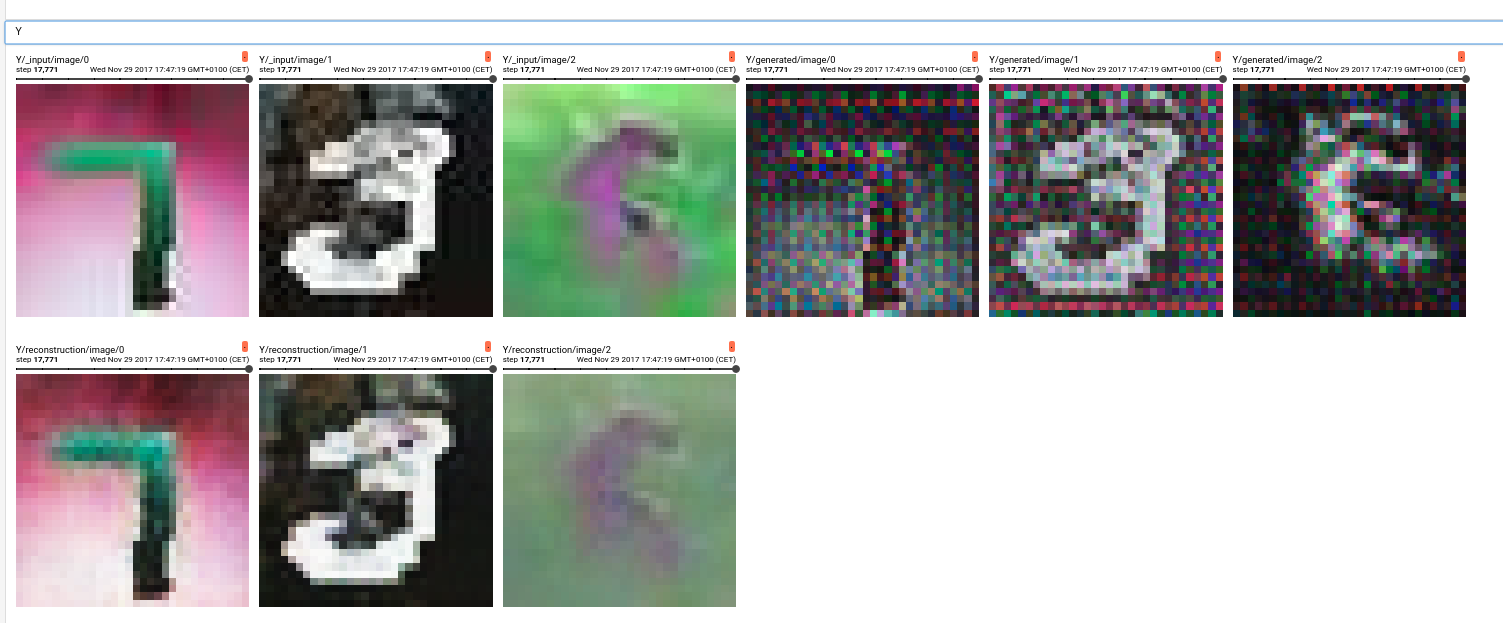 Y
Y/_input/image/0
step 17,771 Wed Nov 29 2017 17:47:19 GMT+0100 (CET)
Y/_input/image/1
step 17,771 Wed Nov 29 2017 17:47:19 GMT+0100 (CET)
Y/_input/image/2
step 17,771 Wed Nov 29 2017 17:47:19 GMT+0100 (CET)
Y/generated/image/0
step 17,771 Wed Nov 29 2017 17:47:19 GMT+0100 (CET)
Y/generated/image/1
step 17,771 Wed Nov 29 2017 17:47:19 GMT+0100 (CET)
Y/generated/image/2
step 17,771 Wed Nov 29 2017 17:47:19 GMT+0100 (CET)
7
3
Y/reconstruction/image/0
step 17,771 Wed Nov 29 2017 17:47:19 GMT+0100 (CET)
Y/reconstruction/image/1
step 17,771 Wed Nov 29 2017 17:47:19 GMT+0100 (CET)
Y/reconstruction/image/2
step 17,771 Wed Nov 29 2017 17:47:19 GMT+0100 (CET)
7
3